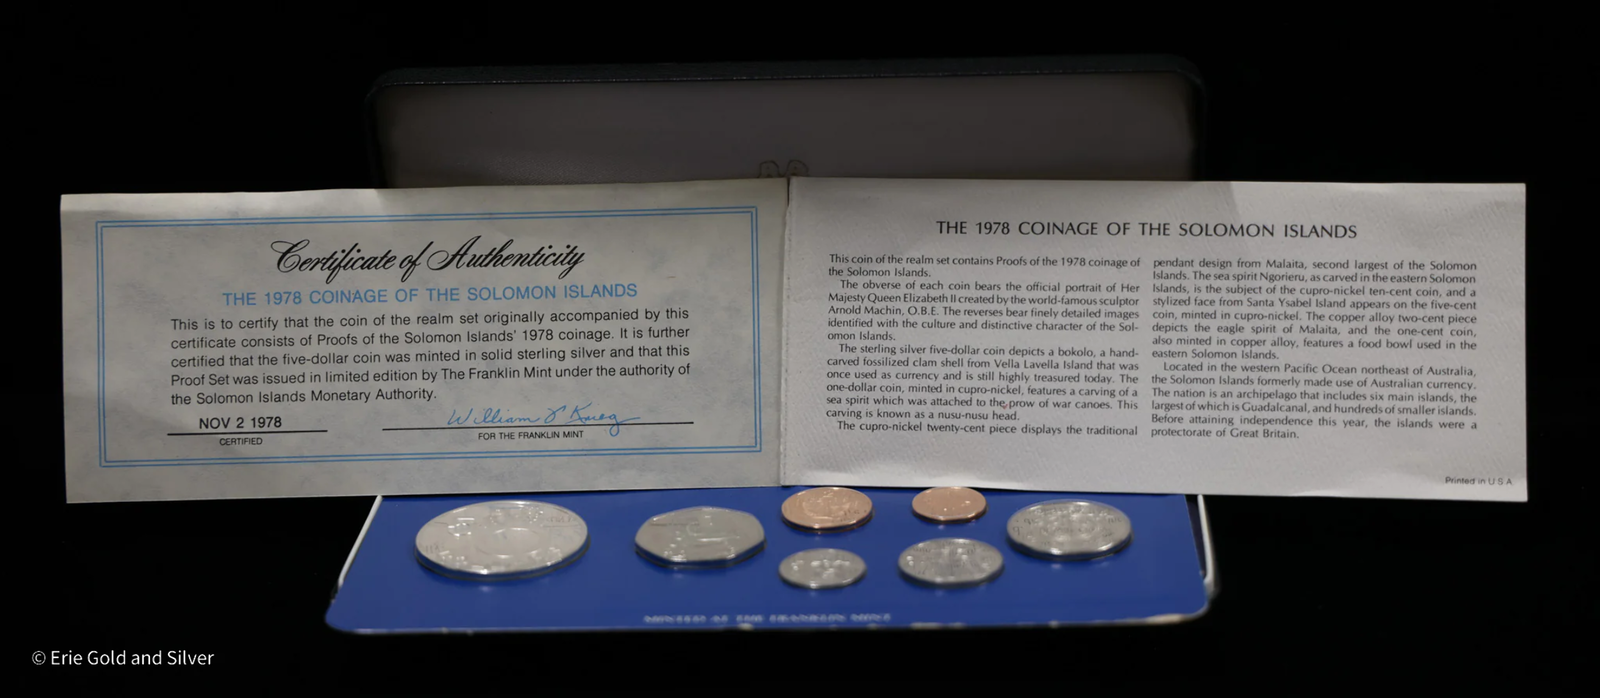 Certificate of Authenticity
THE 1978 COINAGE OF THE SOLOMON ISLANDS
This is to certify that the coin of the realm set originally accompanied by this
certificate consists of Proofs of the Solomon Islands' 1978 coinage. It is further
certified that the five-dollar coin was minted in solid sterling silver and that this
Proof Set was issued in limited edition by The Franklin Mint under the authority of
the Solomon Islands Monetary Authority.
NOV 2 1978
CERTIFIED
FOR THE FRANKLIN MINT
THE 1978 COINAGE OF THE SOLOMON ISLANDS
This coin of the realm set contains Proofs of the 1978 coinage of
the Solomon Islands.
The obverse of each coin bears the official portrait of Her
Majesty Queen Elizabeth II created by the world-famous sculptor
Arnold Machin, O.B.E. The reverses bear finely detailed images
identified with the culture and distinctive character of the Sol-
omon Islands.
The sterling silver five-dollar coin depicts a bokolo, a hand-
carved fossilized clam shell from Vella Lavella Island that was
once used as currency and is still highly treasured today. The
one-dollar coin, minted in cupro-nickel, features a carving of a
sea spirit which was attached to the prow of war canoes. This
carving is known as a nusu-nusu head.
The cupro-nickel twenty-cent piece displays the traditional
pendant design from Malaita, second largest of the Solomon
Islands. The sea spirit Ngorieru, as carved in the eastern Solomon
Islands, is the subject of the cupro-nickel ten-cent coin, and a
stylized face from Santa Ysabel Island appears on the five-cent
coin, minted in cupro-nickel. The copper alloy two-cent piece
depicts the eagle spirit of Malaita, and the one-cent coin,
also minted in copper alloy, features a food bowl used in the
eastern Solomon Islands.
Located in the western Pacific Ocean northeast of Australia,
the Solomon Islands formerly made use of Australian currency.
The nation is an archipelago that includes six main islands, the
largest of which is Guadalcanal, and hundreds of smaller islands.
Before attaining independence this year, the islands were a
protectorate of Great Britain.
Printed in U S A
MINTED AT THE FRANKLIN MINT
© Erie Gold and Silver